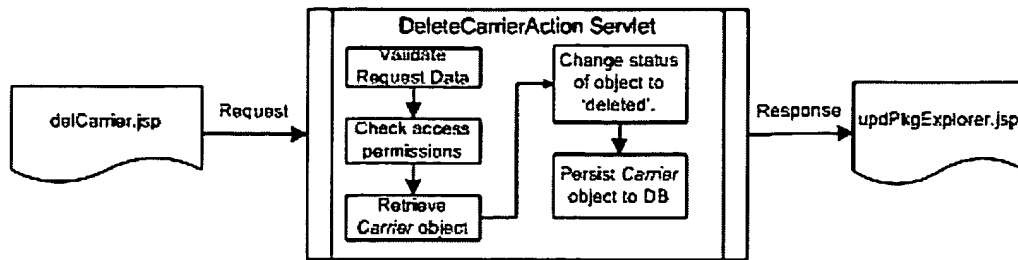 DeleteCarrierAction Servlet
delCarrier.jsp
Request
Validate
Request Data
Check access
permissions
Retrieve
Carrier object
Change status
of object to
'deleted'.
Persist Carrier
object to DB
Response
updPkgExplorer.jsp